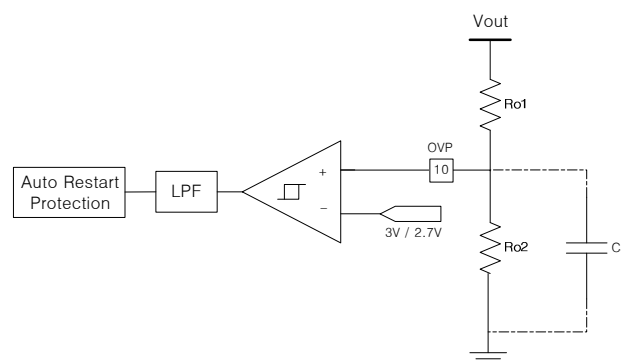 Vout
Ro1
OVP
10
Auto Restart
Protection
LPF
+
−
3V / 2.7V
Ro2
C